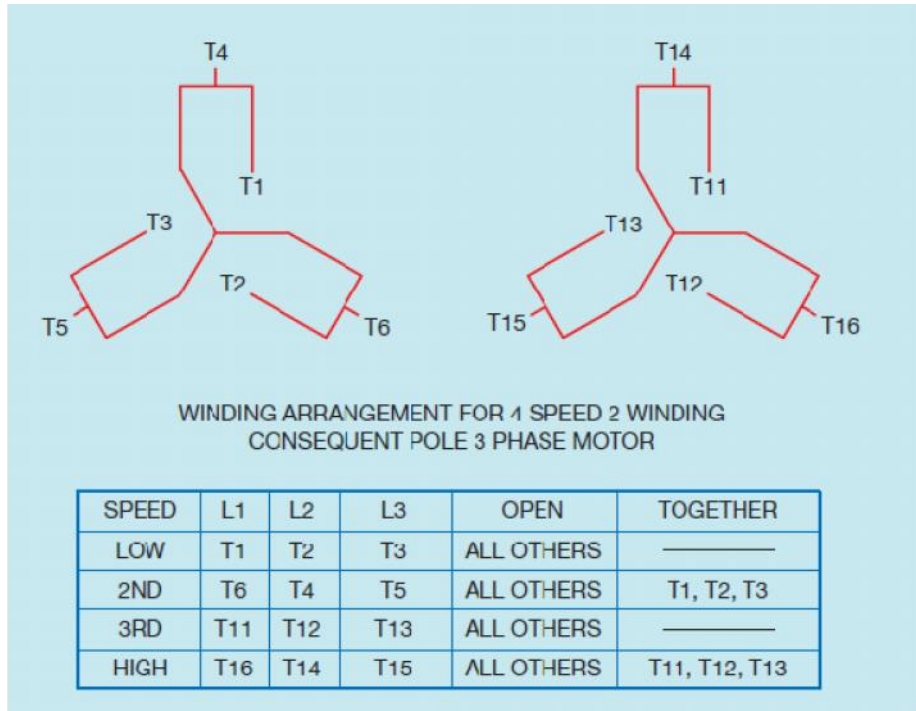 T4
T14
T1
T11
T3
T13
T2
T12
T5
T6
T15
T16
WINDING ARRANGEMENT FOR 4 SPEED 2 WINDING
CONSEQUENT POLE 3 PHASE MOTOR
SPEED L1 L2 L3 OPEN TOGETHER
LOW T1 T2 T3 ALL OTHERS
2ND T6 T4 T5 ALL OTHERS T1, T2, T3
3RD T11 T12 T13 ALL OTHERS
HIGH T16 T14 T15 ALL OTHERS T11, T12, T13